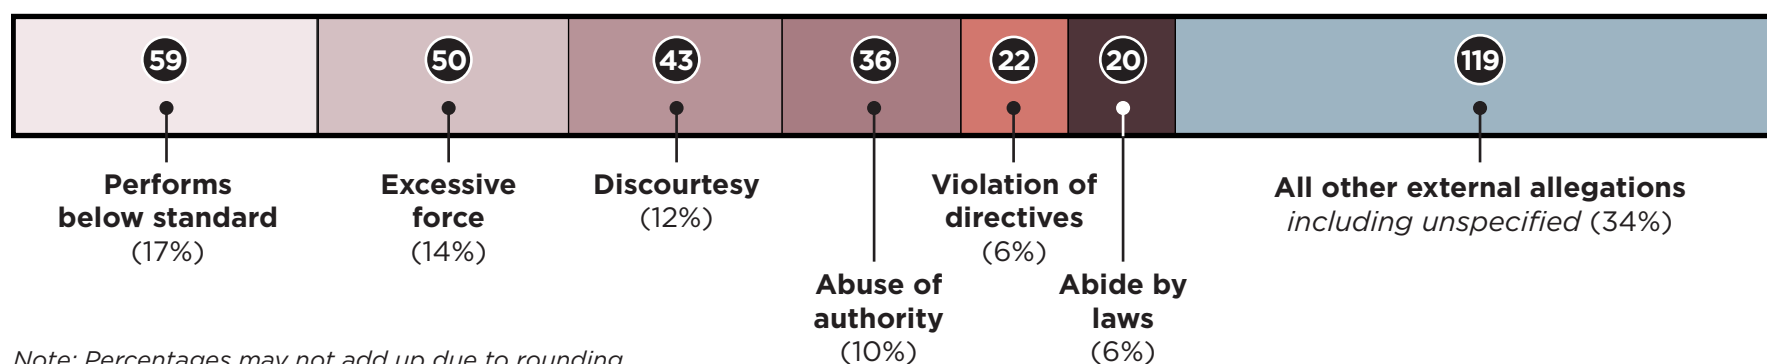 59
50
43
36
22
20
119
Performs
below standard
(17%)
Excessive
force
(14%)
Discourtesy
(12%)
Abuse of
authority
(10%)
Violation of
directives
(6%)
Abide by
laws
(6%)
All other external allegations
including unspecified (34%)
Note: Percentages may not add up due to rounding